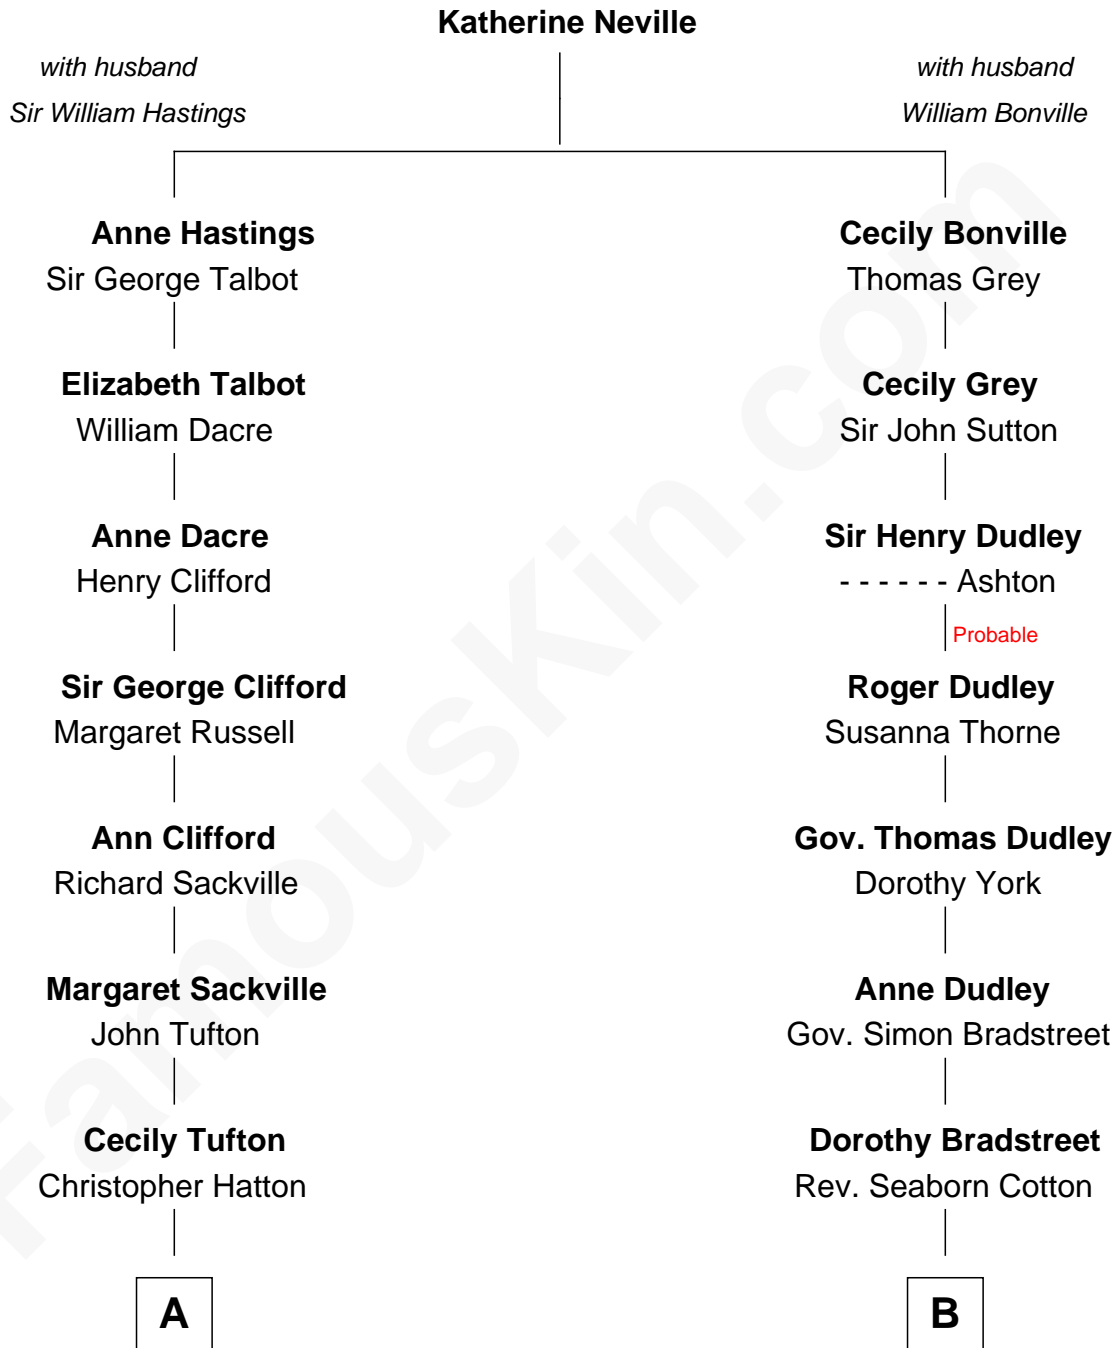 Katherine Neville
with husband
Sir William Hastings
with husband
William Bonville
Anne Hastings
Sir George Talbot
Cecily Bonville
Thomas Grey
Elizabeth Talbot
William Dacre
Cecily Grey
Sir John Sutton
Anne Dacre
Henry Clifford
Sir Henry Dudley
- - - - - - Ashton
Probable
Sir George Clifford
Margaret Russell
Roger Dudley
Susanna Thorne
Ann Clifford
Richard Sackville
Gov. Thomas Dudley
Dorothy York
Margaret Sackville
John Tufton
Anne Dudley
Gov. Simon Bradstreet
Cecily Tufton
Christopher Hatton
Dorothy Bradstreet
Rev. Seaborn Cotton
A
B
FamousKin.com